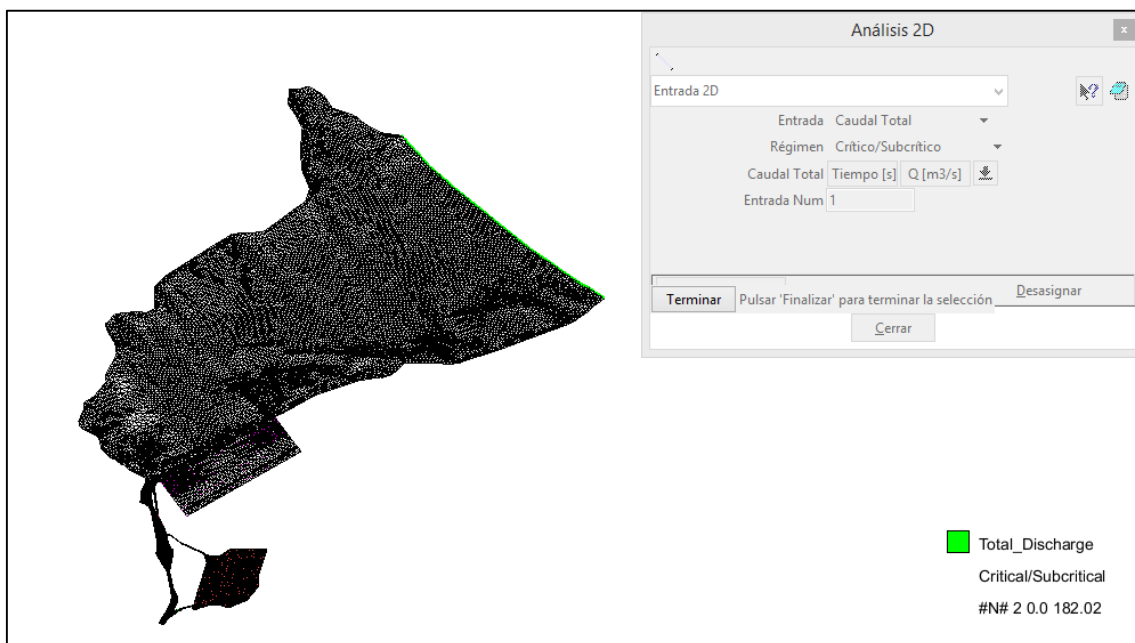 Análisis 2D
x
Entrada 2D
Entrada Caudal Total
Régimen Crítico/Subcrítico
Caudal Total Tiempo [s] Q [m3/s]
Entrada Num 1
Desasignar
Terminar Pulsar 'Finalizar' para terminar la selección
Cerrar
Total_Discharge
Critical/Subcritical
#N# 2 0.0 182.02